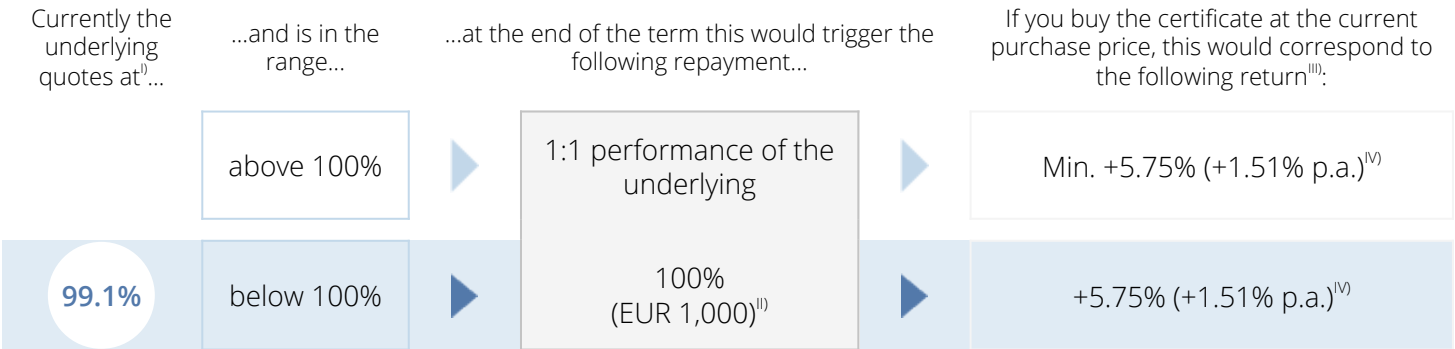 Currently the
underlying
quotes at I)...
...and is in the
range...
...at the end of the term this would trigger the
following repayment...
If you buy the certificate at the current
purchase price, this would correspond to
the following return III):
above 100%
1:1 performance of the
underlying
Min. +5.75% (+1.51% p.a.) IV)
99.1%
below 100%
100%
(EUR 1,000) II)
+5.75% (+1.51% p.a.) IV)